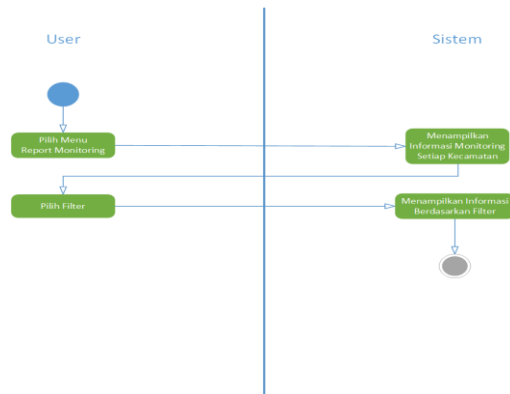 User
Sistem
Pilih Menu
Report Monitoring
Menampilkan
Informasi Monitoring
Setiap Kecamatan
Pilih Filter
Menampilkan Informasi
Berdasarkan Filter